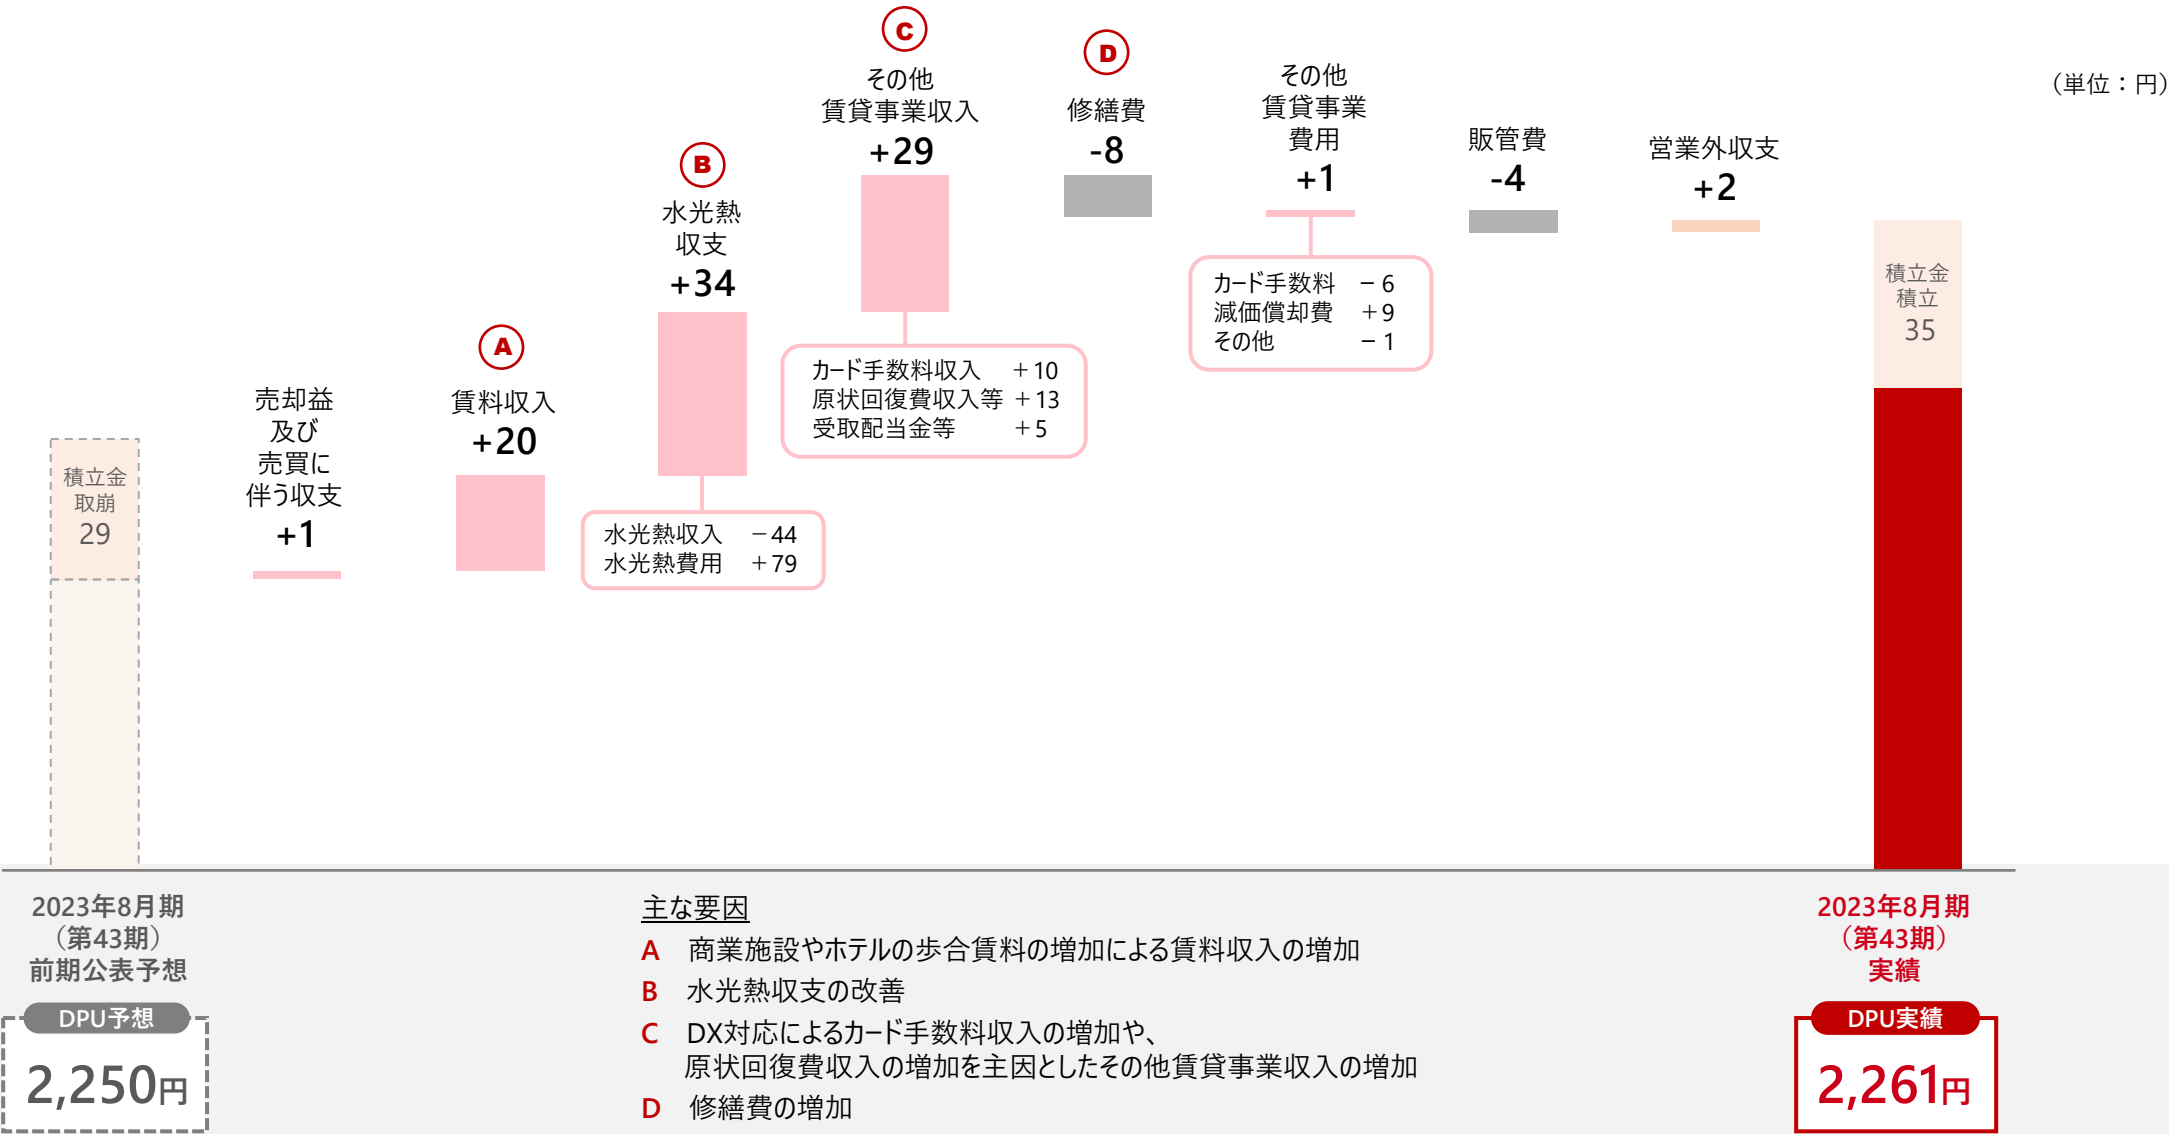 （単位：円）
積立金
取崩
29
売却益
及び
売買に
伴う収支
+1
A
賃料収入
+20
B
水光熱
収支
+34
水光熱収入 －44
水光熱費用 ＋79
C
その他
賃貸事業収入
+29
カード手数料収入 ＋10
原状回復費収入等 ＋13
受取配当金等 ＋5
D
修繕費
-8
その他
賃貸事業
費用
+1
カード手数料 －6
減価償却費 ＋9
その他 －1
販管費
-4
営業外収支
+2
積立金
積立
35
2023年8月期
（第43期）
前期公表予想
DPU予想
2,250円
主な要因
A 商業施設やホテルの歩合賃料の増加による賃料収入の増加
B 水光熱収支の改善
C DX対応によるカード手数料収入の増加や、
原状回復費収入の増加を主因としたその他賃貸事業収入の増加
D 修繕費の増加
2023年8月期
（第43期）
実績
DPU実績
2,261円